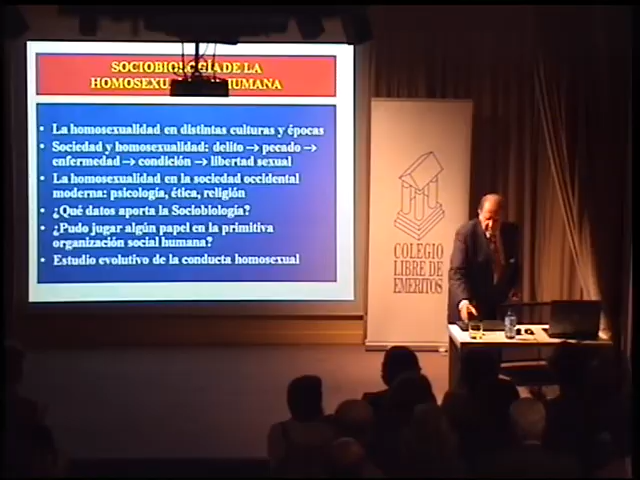 SOCIOBIOLOGÍA DE LA
HUMANA
• La homosexualidad en distintas culturas y épocas
• Sociedad y homosexualidad: delito → pecado →
enfermedad → condición → libertad sexual
• La homosexualidad en la sociedad occidental
moderna: psicología, ética, religión
• ¿Qué datos aporta la Sociobiología?
• ¿Pudo jugar algún papel en la primitiva
organización social humana?
• Estudio evolutivo de la conducta homosexual
COLEGIO
LIBRE DE
EMERITOS